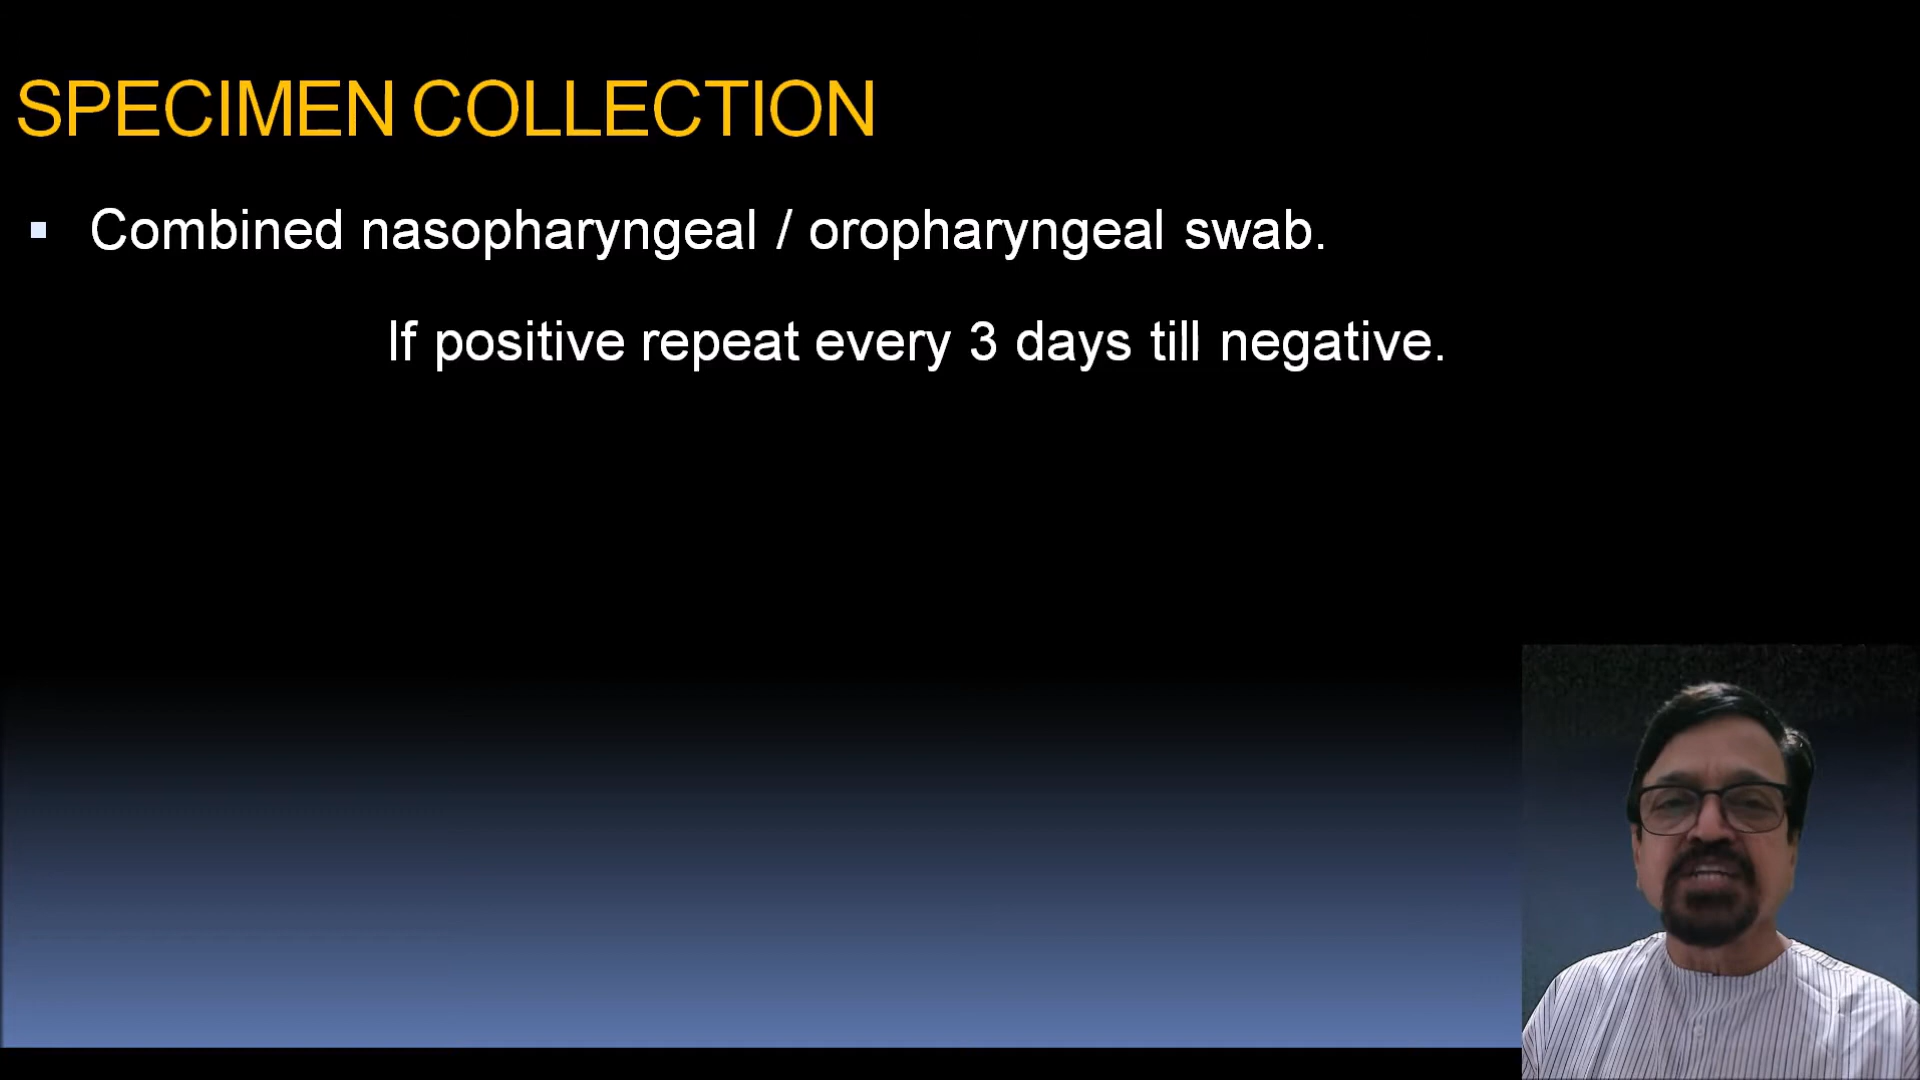 SPECIMEN COLLECTION
Combined nasopharyngeal / oropharyngeal swab.
If positive repeat every 3 days till negative.